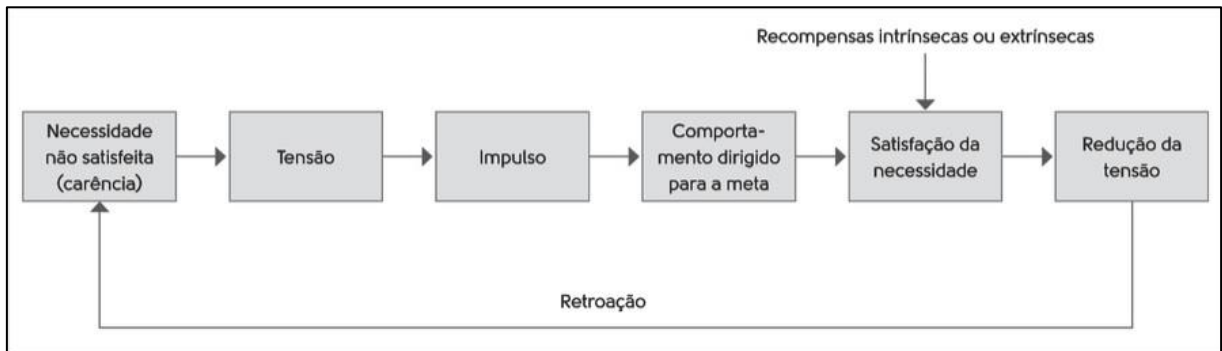 Recompensas intrínsecas ou extrínsecas
Necessidade
não satisfeita
(carência)
Tensão
Impulso
Comporta-
mento dirigido
para a meta
Satisfação da
necessidade
Redução da
tensão
Retroação